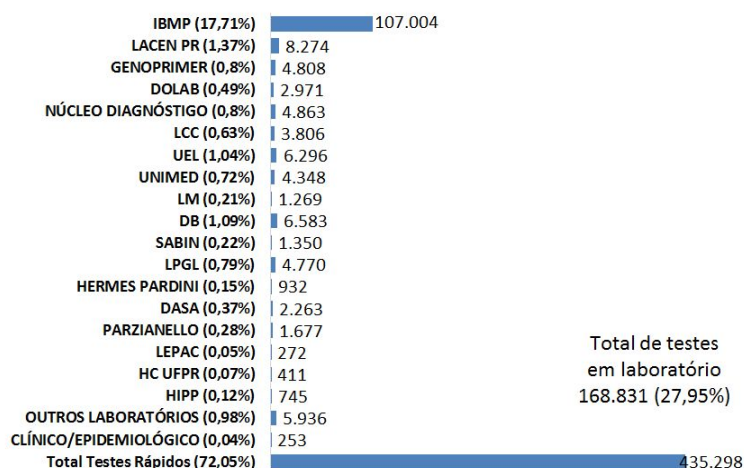 IBMP (17,71%) 107.004
LACEN PR (1,37%) 8.274
GENOPRIMER (0,8%) 4.808
DOLAB (0,49%) 2.971
NÚCLEO DIAGNÓSTIGO (0,8%) 4.863
LCC (0,63%) 3.806
UEL (1,04%) 6.296
UNIMED (0,72%) 4.348
LM (0,21%) 1.269
DB (1,09%) 6.583
SABIN (0,22%) 1.350
LPGL (0,79%) 4.770
HERMES PARDINI (0,15%) 932
DASA (0,37%) 2.263
PARZIANELLO (0,28%) 1.677
LEPAC (0,05%) 272
HC UFPR (0,07%) 411
HIPP (0,12%) 745
OUTROS LABORATÓRIOS (0,98%) 5.936
CLÍNICO/EPIDEMIOLÓGICO (0,04%) 253
Total Testes Rápidos (72,05%) 435.298
Total de testes
em laboratório
168.831 (27,95%)